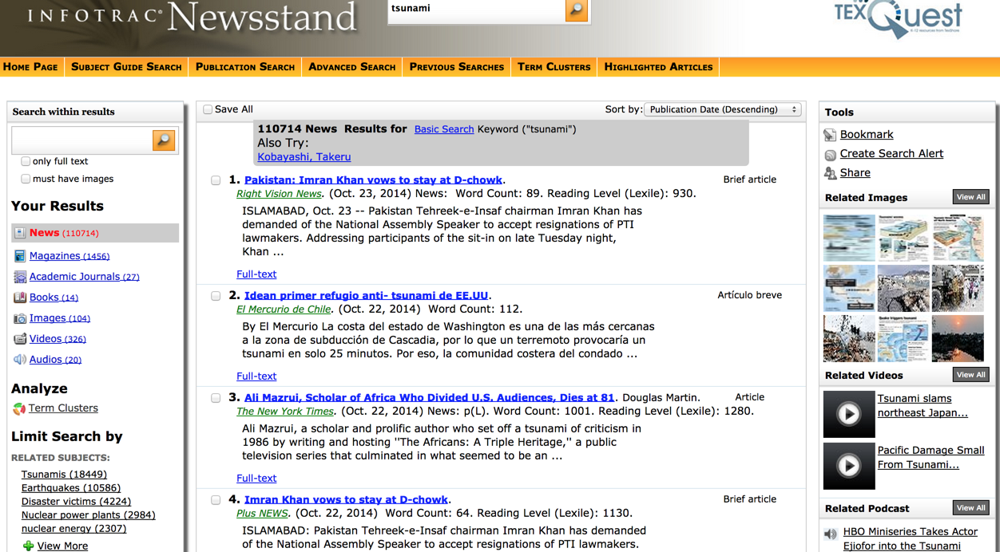 INFOTRAC® Newsstand
tsunami
TEXQuest
HOME PAGE SUBJECT GUIDE SEARCH PUBLICATION SEARCH ADVANCED SEARCH PREVIOUS SEARCHES TERM CLUSTERS HIGHLIGHTED ARTICLES
Search within results
only full text
must have images
Your Results
News (110714)
Magazines (1456)
Academic Journals (27)
Books (14)
Images (104)
Videos (326)
Audios (20)
Analyze
Term Clusters
Limit Search by
RELATED SUBJECTS:
Tsunamis (18449)
Earthquakes (10586)
Disaster victims (4224)
Nuclear power plants (2984)
nuclear energy (2307)
View More
Save All
Sort by: Publication Date (Descending)
110714 News Results for Basic Search Keyword ("tsunami")
Also Try:
Kobayashi, Takeru
1. Pakistan: Imran Khan vows to stay at D-chowk. Brief article
Right Vision News. (Oct. 23, 2014) News: Word Count: 89. Reading Level (Lexile): 930.
ISLAMABAD, Oct. 23 -- Pakistan Tehreek-e-Insaf chairman Imran Khan has
demanded of the National Assembly Speaker to accept resignations of PTI
lawmakers. Addressing participants of the sit-in on late Tuesday night,
Khan ...
Full-text
2. Idean primer refugio anti- tsunami de EE.UU. Artículo breve
El Mercurio de Chile. (Oct. 22, 2014) Word Count: 112.
By El Mercurio La costa del estado de Washington es una de las más cercanas
a la zona de subducción de Cascadia, por lo que un terremoto provocaría un
tsunami en solo 25 minutos. Por eso, la comunidad costera del condado ...
Full-text
3. Ali Mazrui, Scholar of Africa Who Divided U.S. Audiences, Dies at 81. Douglas Martin. Article
The New York Times. (Oct. 22, 2014) News: p(L). Word Count: 1001. Reading Level (Lexile): 1280.
Ali Mazrui, a scholar and prolific author who set off a tsunami of criticism in
1986 by writing and hosting ''The Africans: A Triple Heritage,'' a public
television series that culminated in what seemed to be an ...
Full-text
4. Imran Khan vows to stay at D-chowk. Brief article
Plus NEWS. (Oct. 22, 2014) Word Count: 64. Reading Level (Lexile): 1130.
ISLAMABAD: Pakistan Tehreek-e-Insaf chairman Imran Khan has demanded
of the National Assembly Speaker to accept resignations of PTI lawmakers.
Tools
Bookmark
Create Search Alert
Share
Related Images View All
Related Videos View All
Tsunami slams
northeast Japan...
Pacific Damage Small
From Tsunami...
Related Podcast View All
HBO Miniseries Takes Actor
Ejiofor into the Tsunami